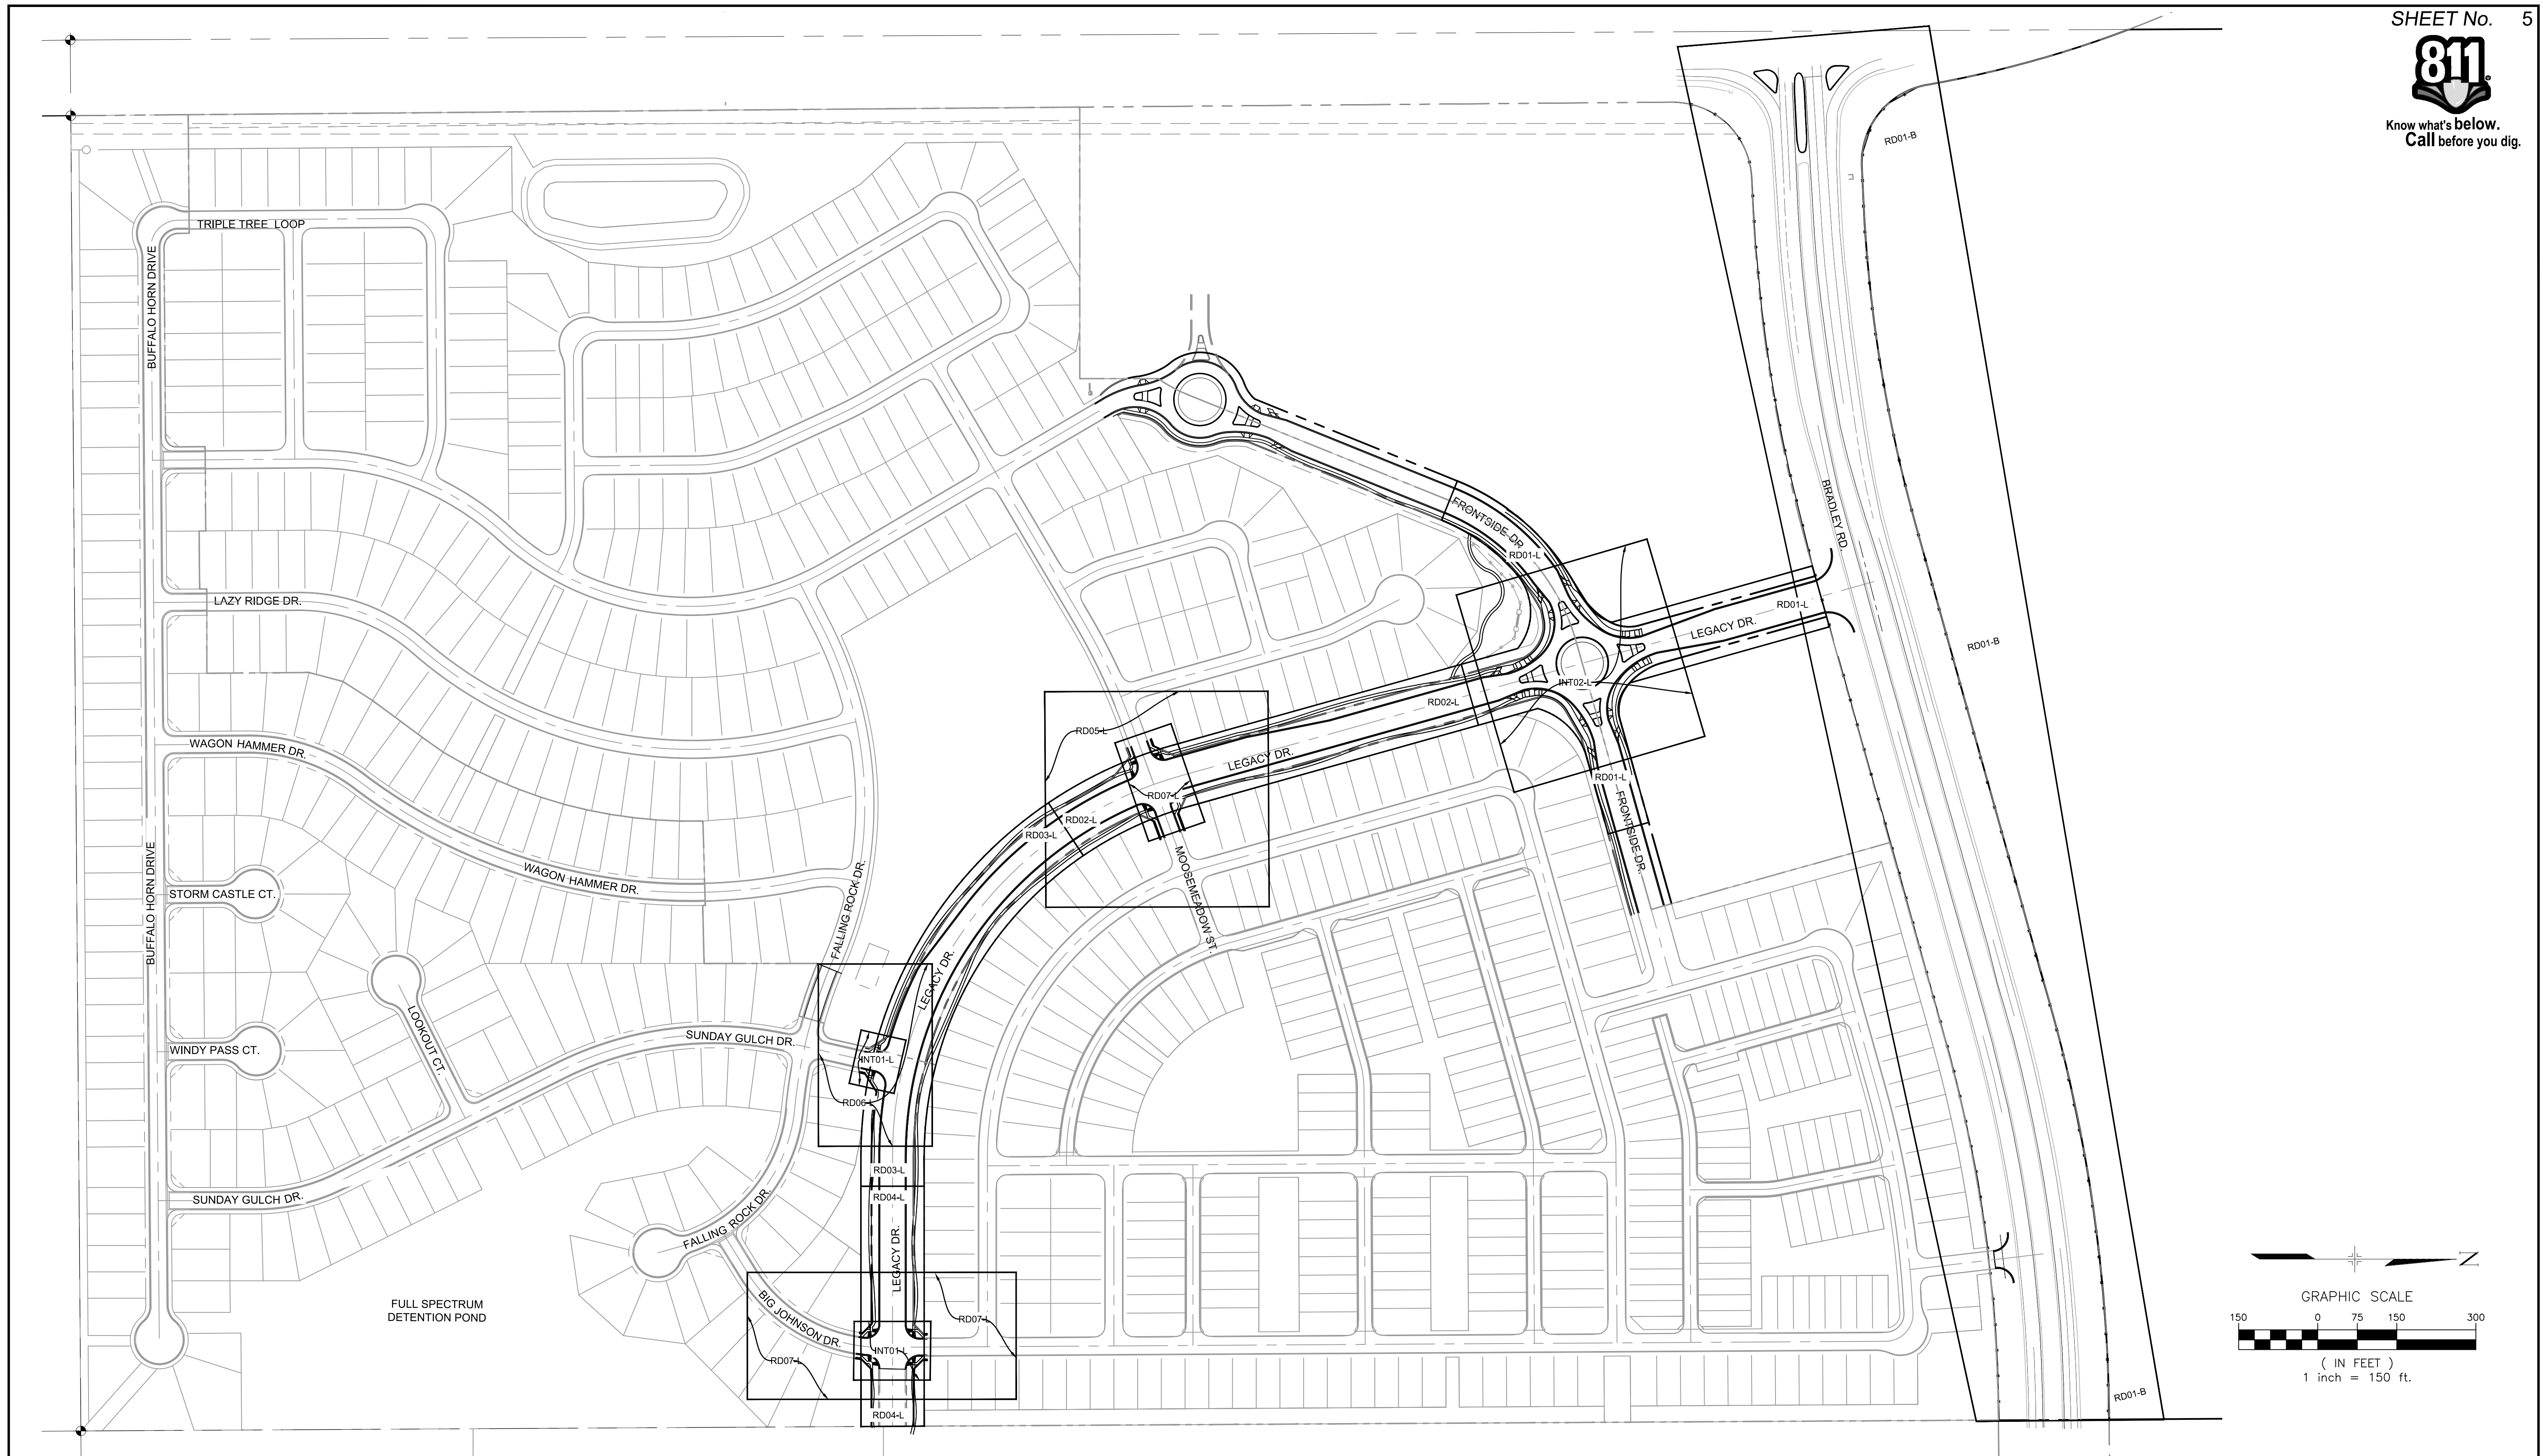 SHEET No. 5
811
Know what's below.
Call before you dig.
RD01-B
TRIPLE TREE LOOP
BUFFALO HORN DRIVE
BRADLEY RD.
FRONTSIDE DR
RD01-L
RD01-L
LEGACY DR.
LAZY RIDGE DR.
RD01-B
INT02-L
RD02-L
RD05-L
WAGON HAMMER DR.
LEGACY DR.
RD01-L
RD07-L
RD02-L
RD03-L
FRONTSIDE DR.
MOOSEMEADOW ST.
WAGON HAMMER DR.
FALLING ROCK DR.
BUFFALO HORN DRIVE
STORM CASTLE CT.
LEGACY DR.
LOOKOUT CT.
SUNDAY GULCH DR.
WINDY PASS CT.
INT01-L
RD06-L
RD03-L
RD04-L
SUNDAY GULCH DR.
FALLING ROCK DR.
LEGACY DR.
FULL SPECTRUM
DETENTION POND
BIG JOHNSON DR.
RD07-L
INT01-L
RD07-L
RD04-L
RD01-B
N
GRAPHIC SCALE
150 0 75 150 300
( IN FEET )
1 inch = 150 ft.